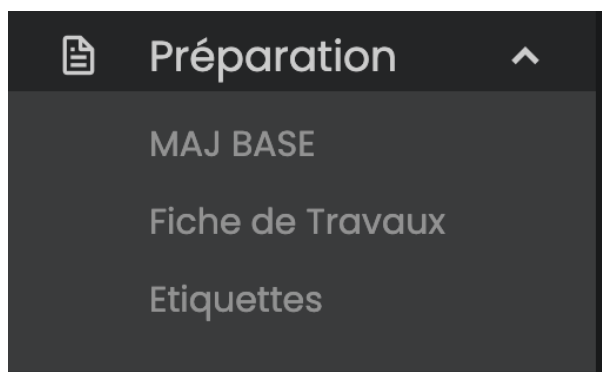 Préparation
MAJ BASE
Fiche de Travaux
Etiquettes